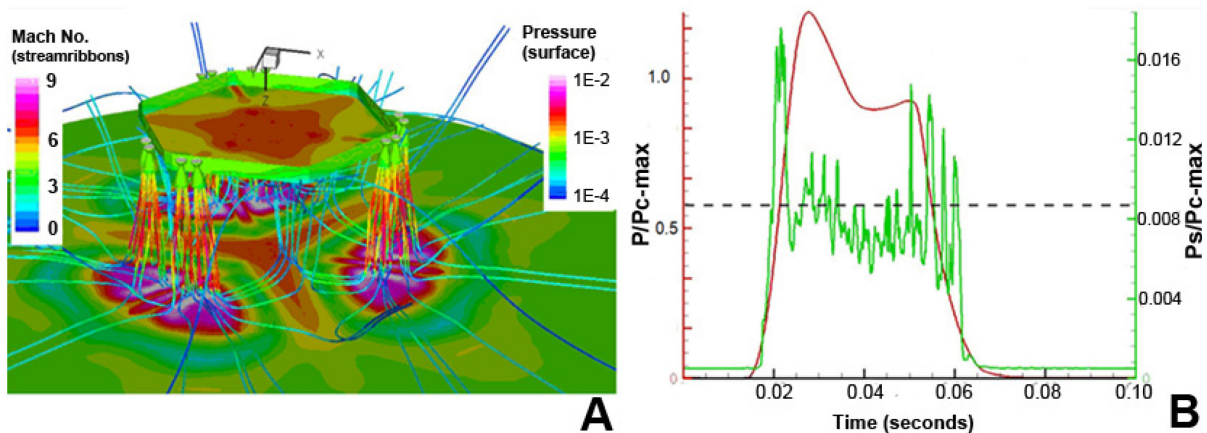 Mach No.
(streamribbons)
9
6
3
0
X
Z
Pressure
(surface)
1E-2
1E-3
1E-4
A
P/Pc-max
1.0
0.5
0
0.02
0.04
0.06
0.08
0.10
Time (seconds)
0.016
0.012
0.008
0.004
0
Ps/Pc-max
B